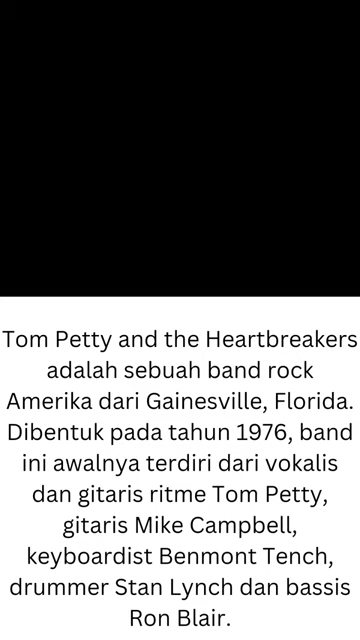 Tom Petty and the Heartbreakers
adalah sebuah band rock
Amerika dari Gainesville, Florida.
Dibentuk pada tahun 1976, band
ini awalnya terdiri dari vokalis
dan gitaris ritme Tom Petty,
gitaris Mike Campbell,
keyboardist Benmont Tench,
drummer Stan Lynch dan bassis
Ron Blair.